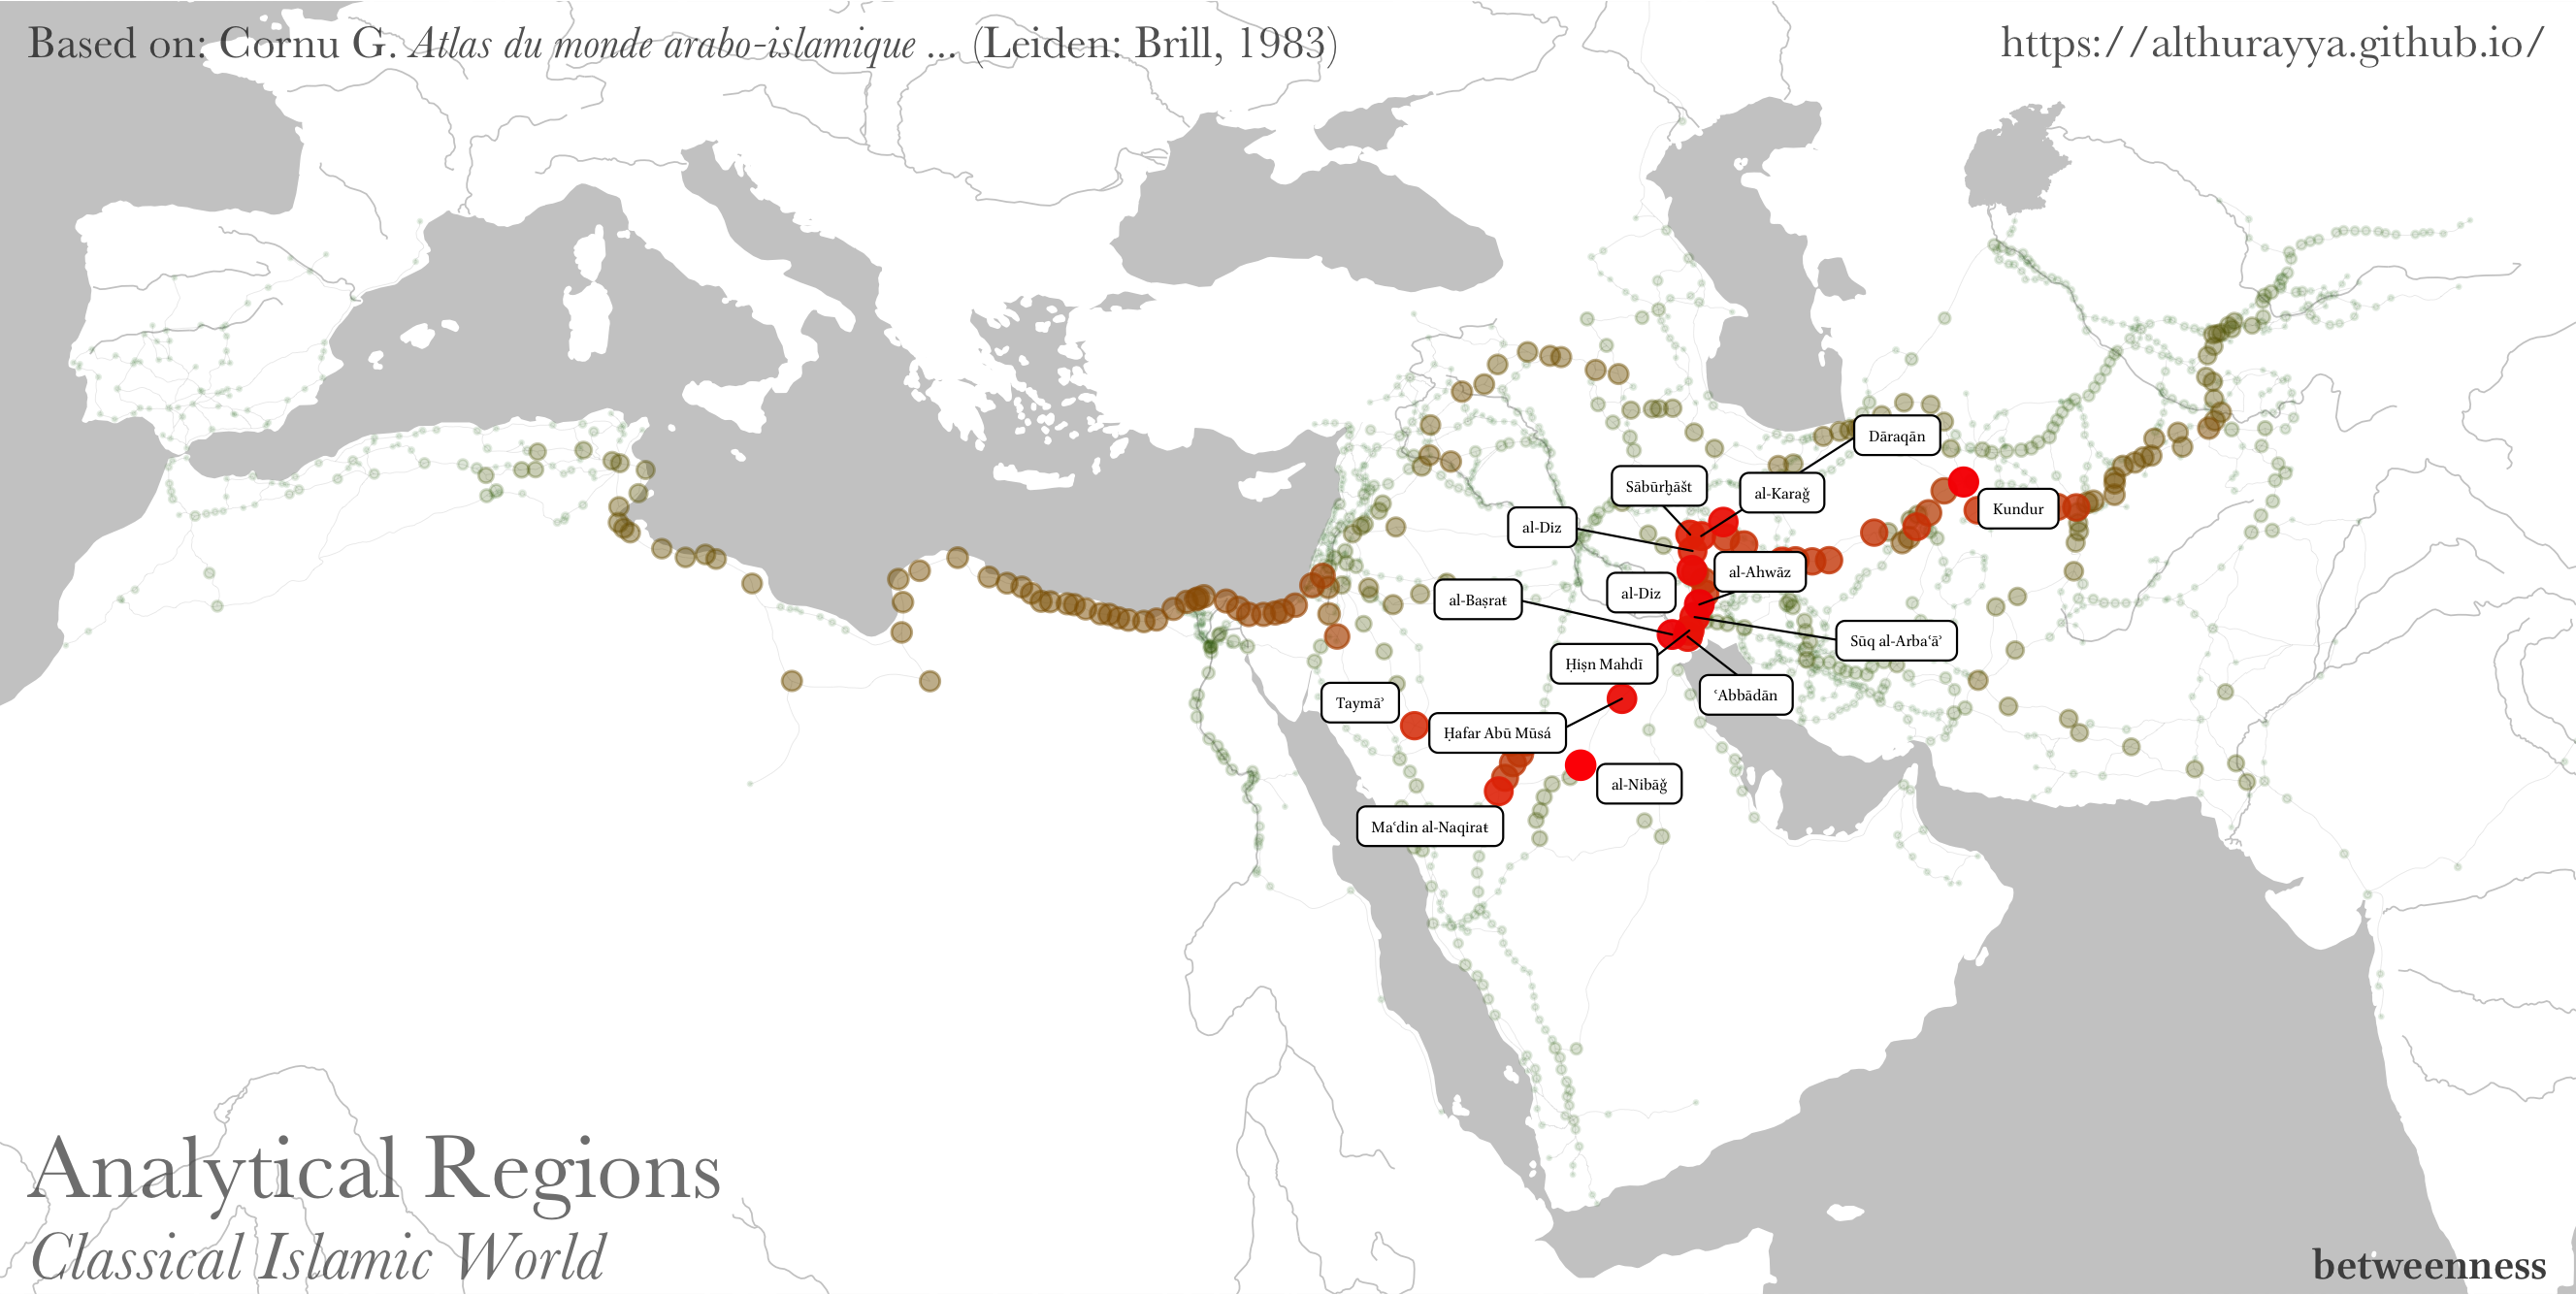 Based on: Cornu G. Atlas du monde arabo-islamique ... (Leiden: Brill, 1983)
https://althurayya.github.io/
Dāraqān
Sābūrḫāšt
al-Karaǧ
Kundur
al-Diz
al-Ahwāz
al-Diz
al-Baṣraŧ
Sūq al-Arbaʿāʾ
Ḥiṣn Mahdī
ʿAbbādān
Taymāʾ
Ḥafar Abū Mūsá
al-Nibāǧ
Maʿdin al-Naqiraŧ
Analytical Regions
Classical Islamic World
betweenness